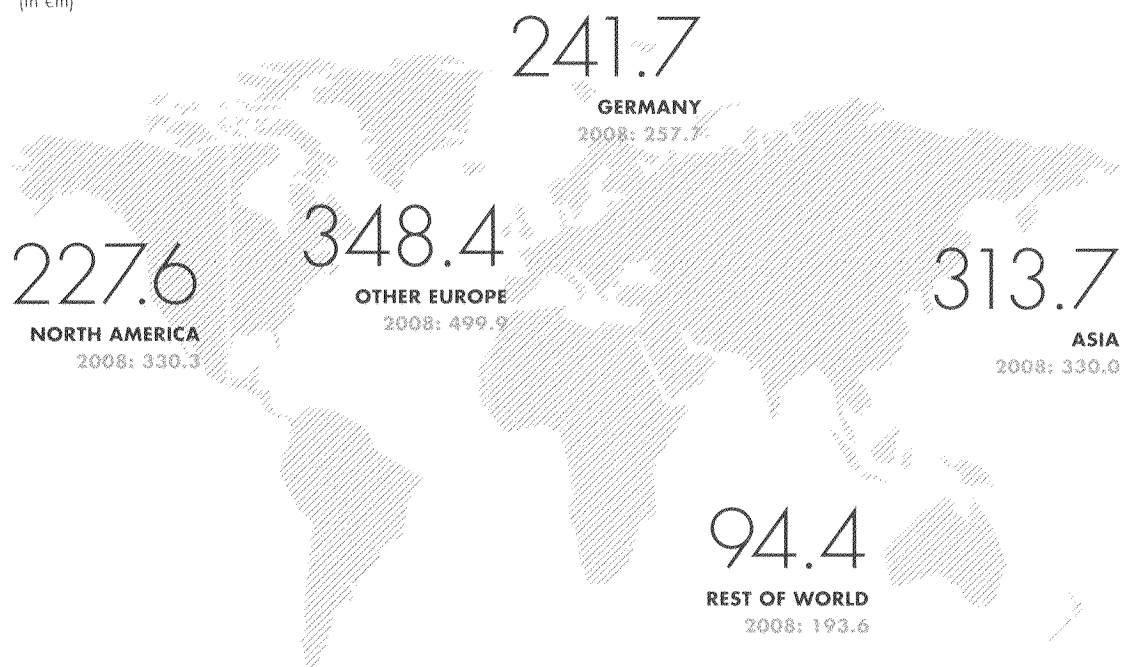 (in €m)
241.7
GERMANY
2008: 257.7
348.4
OTHER EUROPE
2008: 499.9
227.6
NORTH AMERICA
2008: 330.3
313.7
ASIA
2008: 330.0
94.4
REST OF WORLD
2008: 193.6